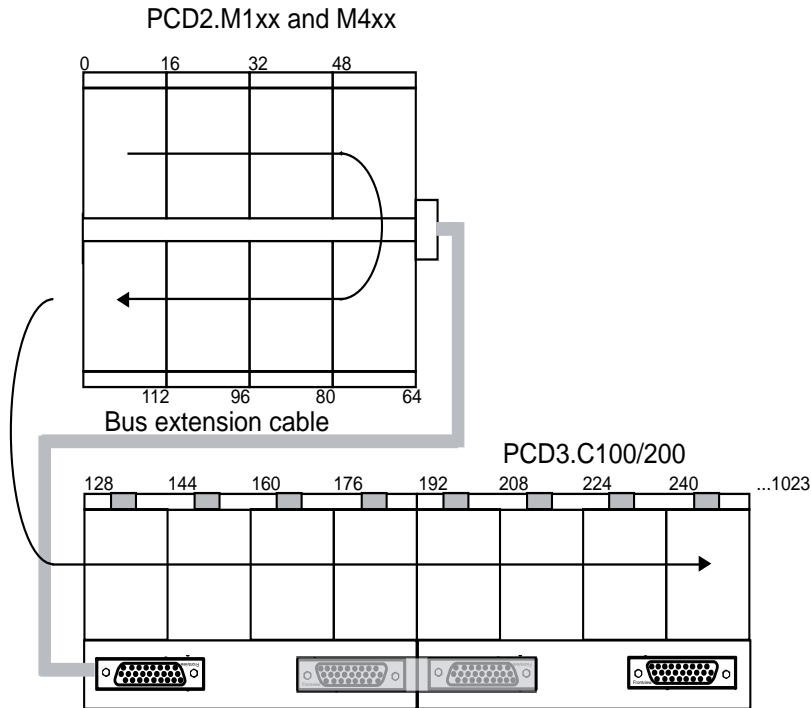 PCD2.M1xx and M4xx
0 16 32 48
112 96 80 64
Bus extension cable
PCD3.C100/200
128 144 160 176 192 208 224 240 ...1023